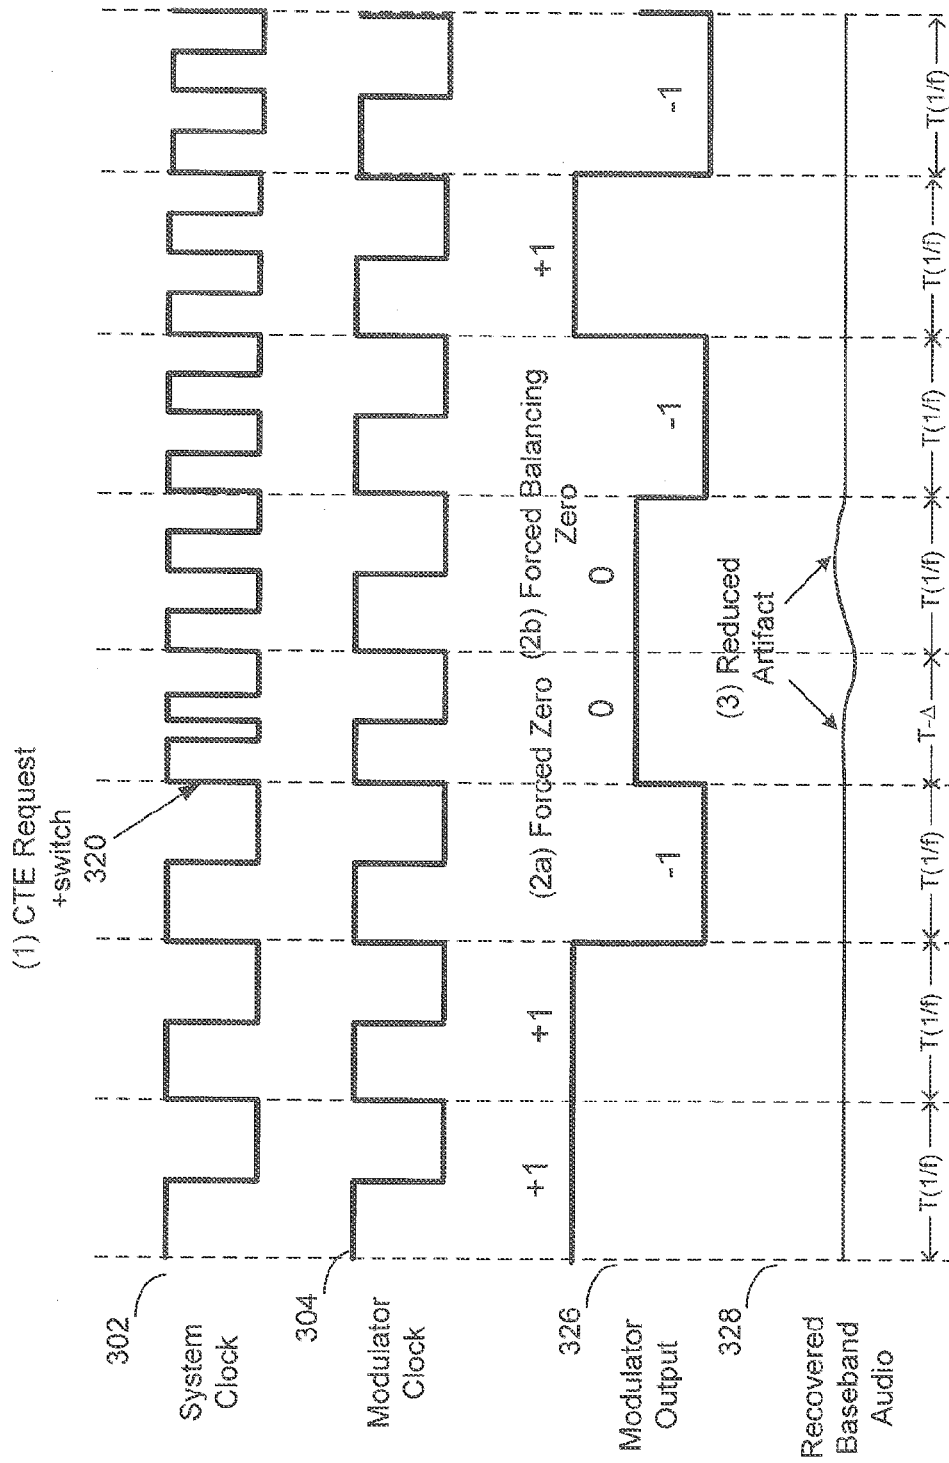 (1) CTE Request
+switch
320
302
System
Clock
304
Modulator
Clock
(2a) Forced Zero
(2b) Forced Balancing
Zero
+1
+1
-1
0
0
-1
+1
-1
326
Modulator
Output
(3) Reduced
Artifact
328
Recovered
Baseband
Audio
T(1/f)
T(1/f)
T(1/f)
T-Δ
T(1/f)
T(1/f)
T(1/f)
T(1/f)